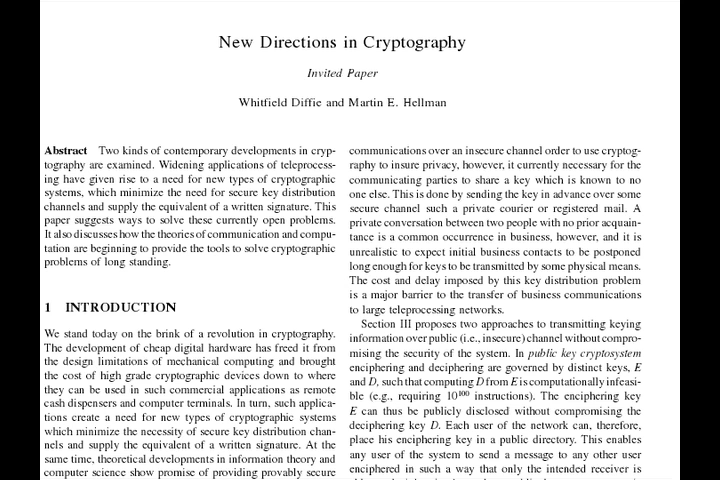 New Directions in Cryptography
Invited Paper
Whitfield Diffie and Martin E. Hellman
Abstract Two kinds of contemporary developments in cryp-
tography are examined. Widening applications of teleprocess-
ing have given rise to a need for new types of cryptographic
systems, which minimize the need for secure key distribution
channels and supply the equivalent of a written signature. This
paper suggests ways to solve these currently open problems.
It also discusses how the theories of communication and compu-
tation are beginning to provide the tools to solve cryptographic
problems of long standing.
1 INTRODUCTION
We stand today on the brink of a revolution in cryptography.
The development of cheap digital hardware has freed it from
the design limitations of mechanical computing and brought
the cost of high grade cryptographic devices down to where
they can be used in such commercial applications as remote
cash dispensers and computer terminals. In turn, such applica-
tions create a need for new types of cryptographic systems
which minimize the necessity of secure key distribution chan-
nels and supply the equivalent of a written signature. At the
same time, theoretical developments in information theory and
computer science show promise of providing provably secure
communications over an insecure channel order to use cryptog-
raphy to insure privacy, however, it currently necessary for the
communicating parties to share a key which is known to no
one else. This is done by sending the key in advance over some
secure channel such a private courier or registered mail. A
private conversation between two people with no prior acquain-
tance is a common occurrence in business, however, and it is
unrealistic to expect initial business contacts to be postponed
long enough for keys to be transmitted by some physical means.
The cost and delay imposed by this key distribution problem
is a major barrier to the transfer of business communications
to large teleprocessing networks.
Section III proposes two approaches to transmitting keying
information over public (i.e., insecure) channel without compro-
mising the security of the system. In public key cryptosystem
enciphering and deciphering are governed by distinct keys, E
and D, such that computing D from E is computationally infeasi-
ble (e.g., requiring 10¹⁰⁰ instructions). The enciphering key
E can thus be publicly disclosed without compromising the
deciphering key D. Each user of the network can, therefore,
place his enciphering key in a public directory. This enables
any user of the system to send a message to any other user
enciphered in such a way that only the intended receiver is